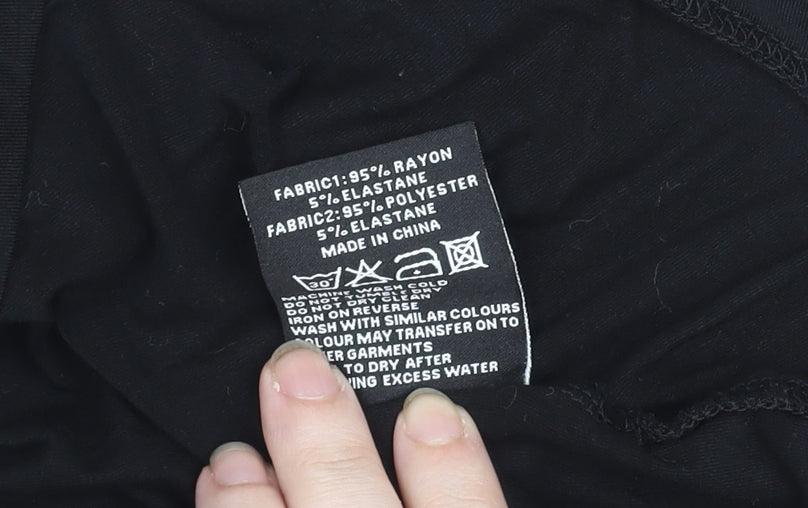 FABRIC1:95% RAYON
5% ELASTANE
FABRIC2:95% POLYESTER
5% ELASTANE
MADE IN CHINA
30°
MACHINE WASH COLD
DO NOT TUMBLE DRY
DO NOT DRY CLEAN
IRON ON REVERSE
WASH WITH SIMILAR COLOURS
OLOUR MAY TRANSFER ON TO
GARMENTS
TO DRY AFTER
EXCESS WATER